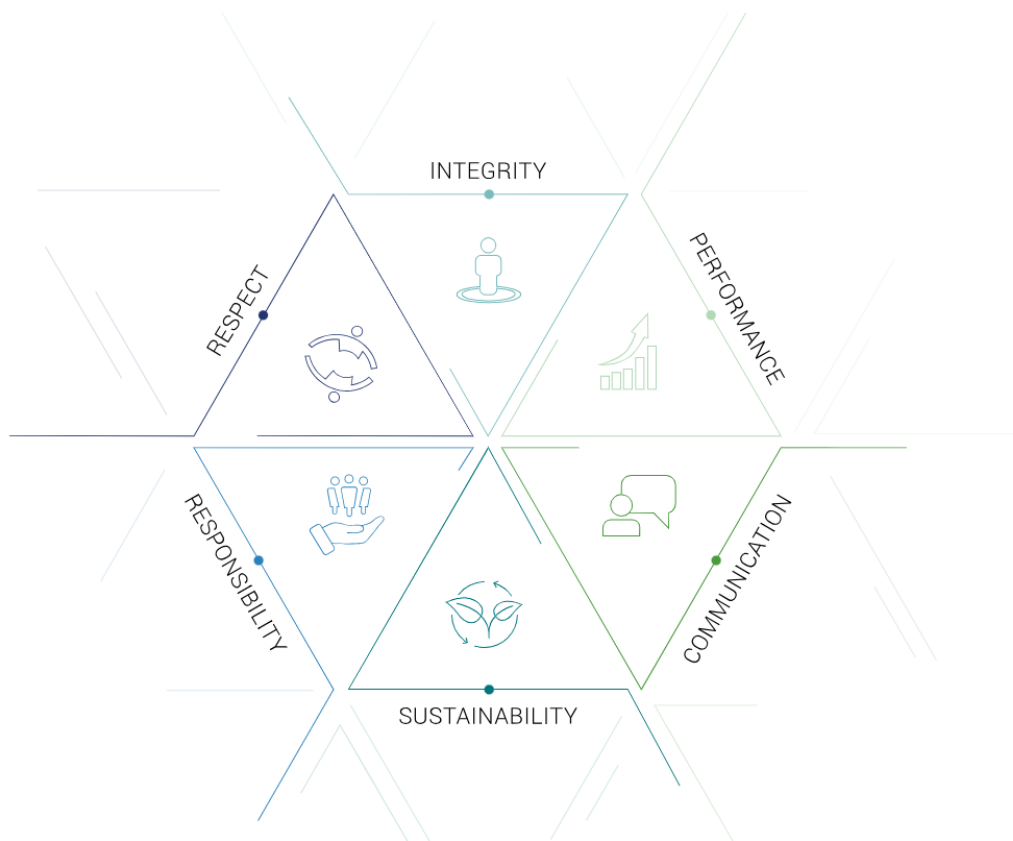 INTEGRITY
PERFORMANCE
RESPECT
RESPONSIBILITY
COMMUNICATION
SUSTAINABILITY